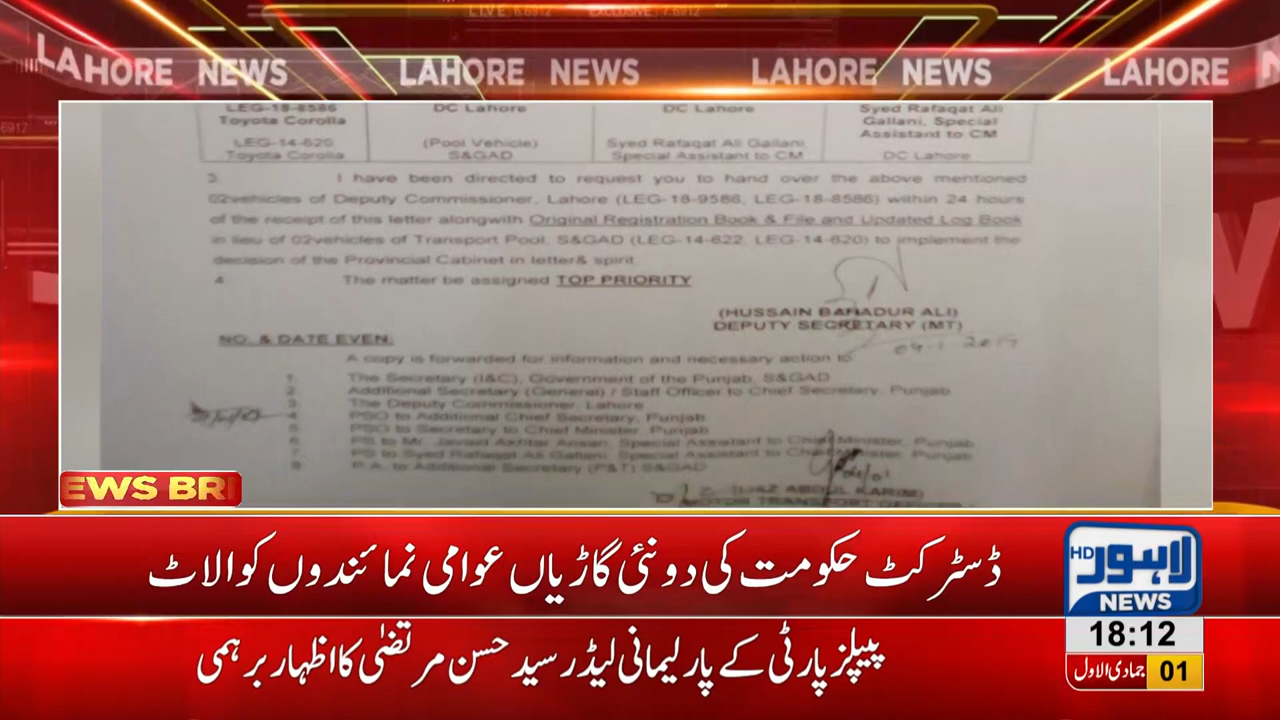 LIVE 6.6912 EXCLUSIVE 7.6912
LAHORE NEWS LAHORE NEWS LAHORE NEWS LAHORE N
LEG-18-8586 DC Lahore DC Lahore Syed Rafaqat Ali
Toyota Corolla Gallani, Special
Assistant to CM
LEG-14-620 (Pool Vehicle) Syed Rafaqat Ali Gallani,
Toyota Corolla S&GAD Special Assistant to CM DC Lahore
3. I have been directed to request you to hand over the above mentioned
02vehicles of Deputy Commissioner, Lahore (LEG-18-9586, LEG-18-8586) within 24 hours
of the receipt of this letter alongwith Original Registration Book & File and Updated Log Book
in lieu of 02vehicles of Transport Pool, S&GAD (LEG-14-622, LEG-14-620) to implement the
decision of the Provincial Cabinet in letter& spirit.
4. The matter be assigned TOP PRIORITY
(HUSSAIN BAHADUR ALI)
DEPUTY SECRETARY (MT)
NO. & DATE EVEN:
A copy is forwarded for information and necessary action to:
1. The Secretary (I&C), Government of the Punjab, S&GAD
2. Additional Secretary (General) / Staff Officer to Chief Secretary, Punjab
3. The Deputy Commissioner, Lahore
4. PSO to Additional Chief Secretary, Punjab
5. PSO to Secretary to Chief Minister, Punjab
6. PS to Mr. Javaid Akhtar Ansari, Special Assistant to Chief Minister, Punjab
7. PS to Syed Rafaqat Ali Gallani, Special Assistant to Chief Minister, Punjab
8. P.A. to Additional Secretary (P&T) S&GAD
IJAZ ABDUL KARIM)
MOTOR TRANSPORT OFFICER
EWS BRI
ڈسٹرکٹ حکومت کی دو نئی گاڑیاں عوامی نمائندوں کو الاٹ
پیپلز پارٹی کے پارلیمانی لیڈر سید حسن مرتضیٰ کا اظہار برہمی
لاہور HD
NEWS
18:12
01 جمادی الاول